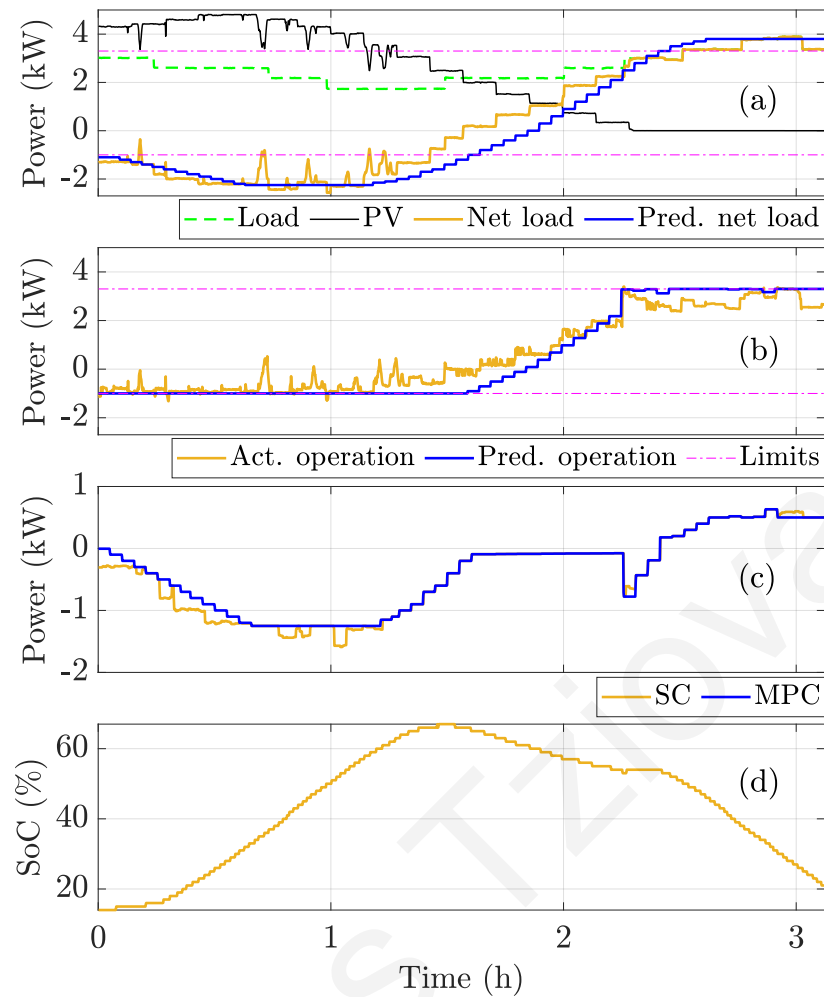 Power (kW)
4
2
0
-2
(a)
Load PV Net load Pred. net load
Power (kW)
4
2
0
-2
(b)
Act. operation Pred. operation Limits
Power (kW)
1
0
-1
-2
(c)
SC MPC
SoC (%)
60
40
20
(d)
0 1 2 3
Time (h)
s Tziova